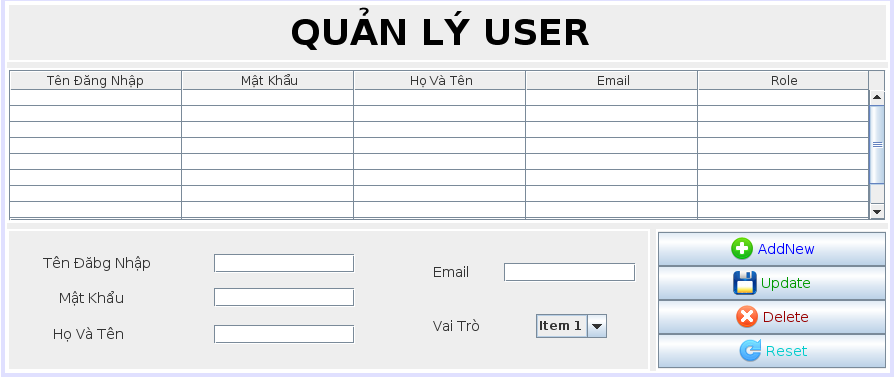 QUẢN LÝ USER
Tên Đăng Nhập Mật Khẩu Họ Và Tên Email Role
Tên Đăbg Nhập
Mật Khẩu
Họ Và Tên
Email
Vai Trò Item 1
AddNew
Update
Delete
Reset